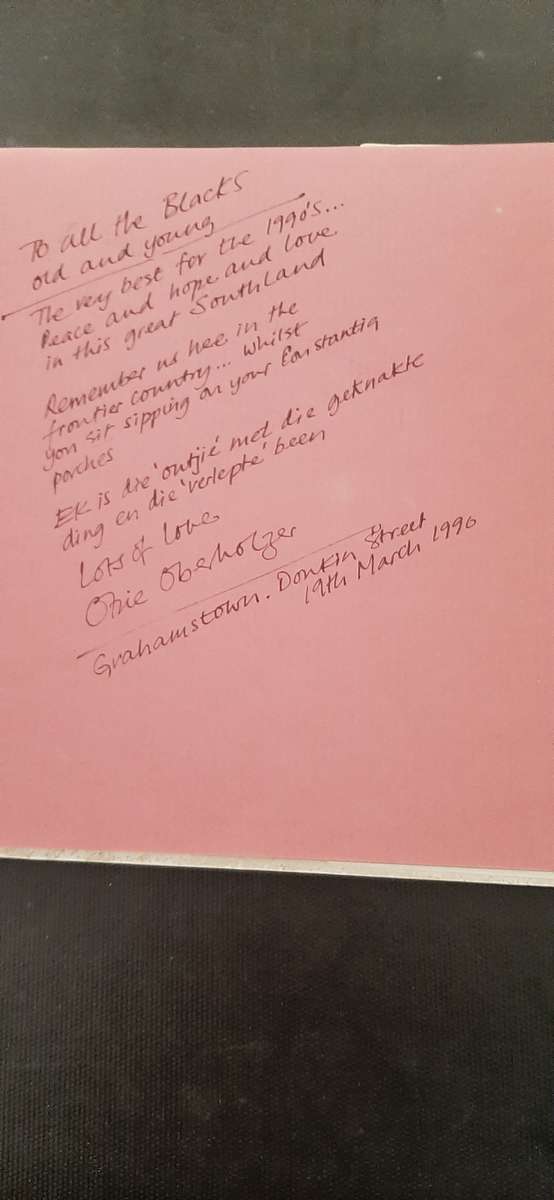 To all the Blacks
old and young
The very best for the 1990's...
Peace and hope and love
in this great Southland
Remember us hee in the
frontier country... whilst
you sit sipping on your Constantia
porches
Ek is die 'outjie' met die geknakte
ding en die 'verlepte' been
Lots of love
Obie Oberholzer
Grahamstown. Donkin Street
19th March 1990